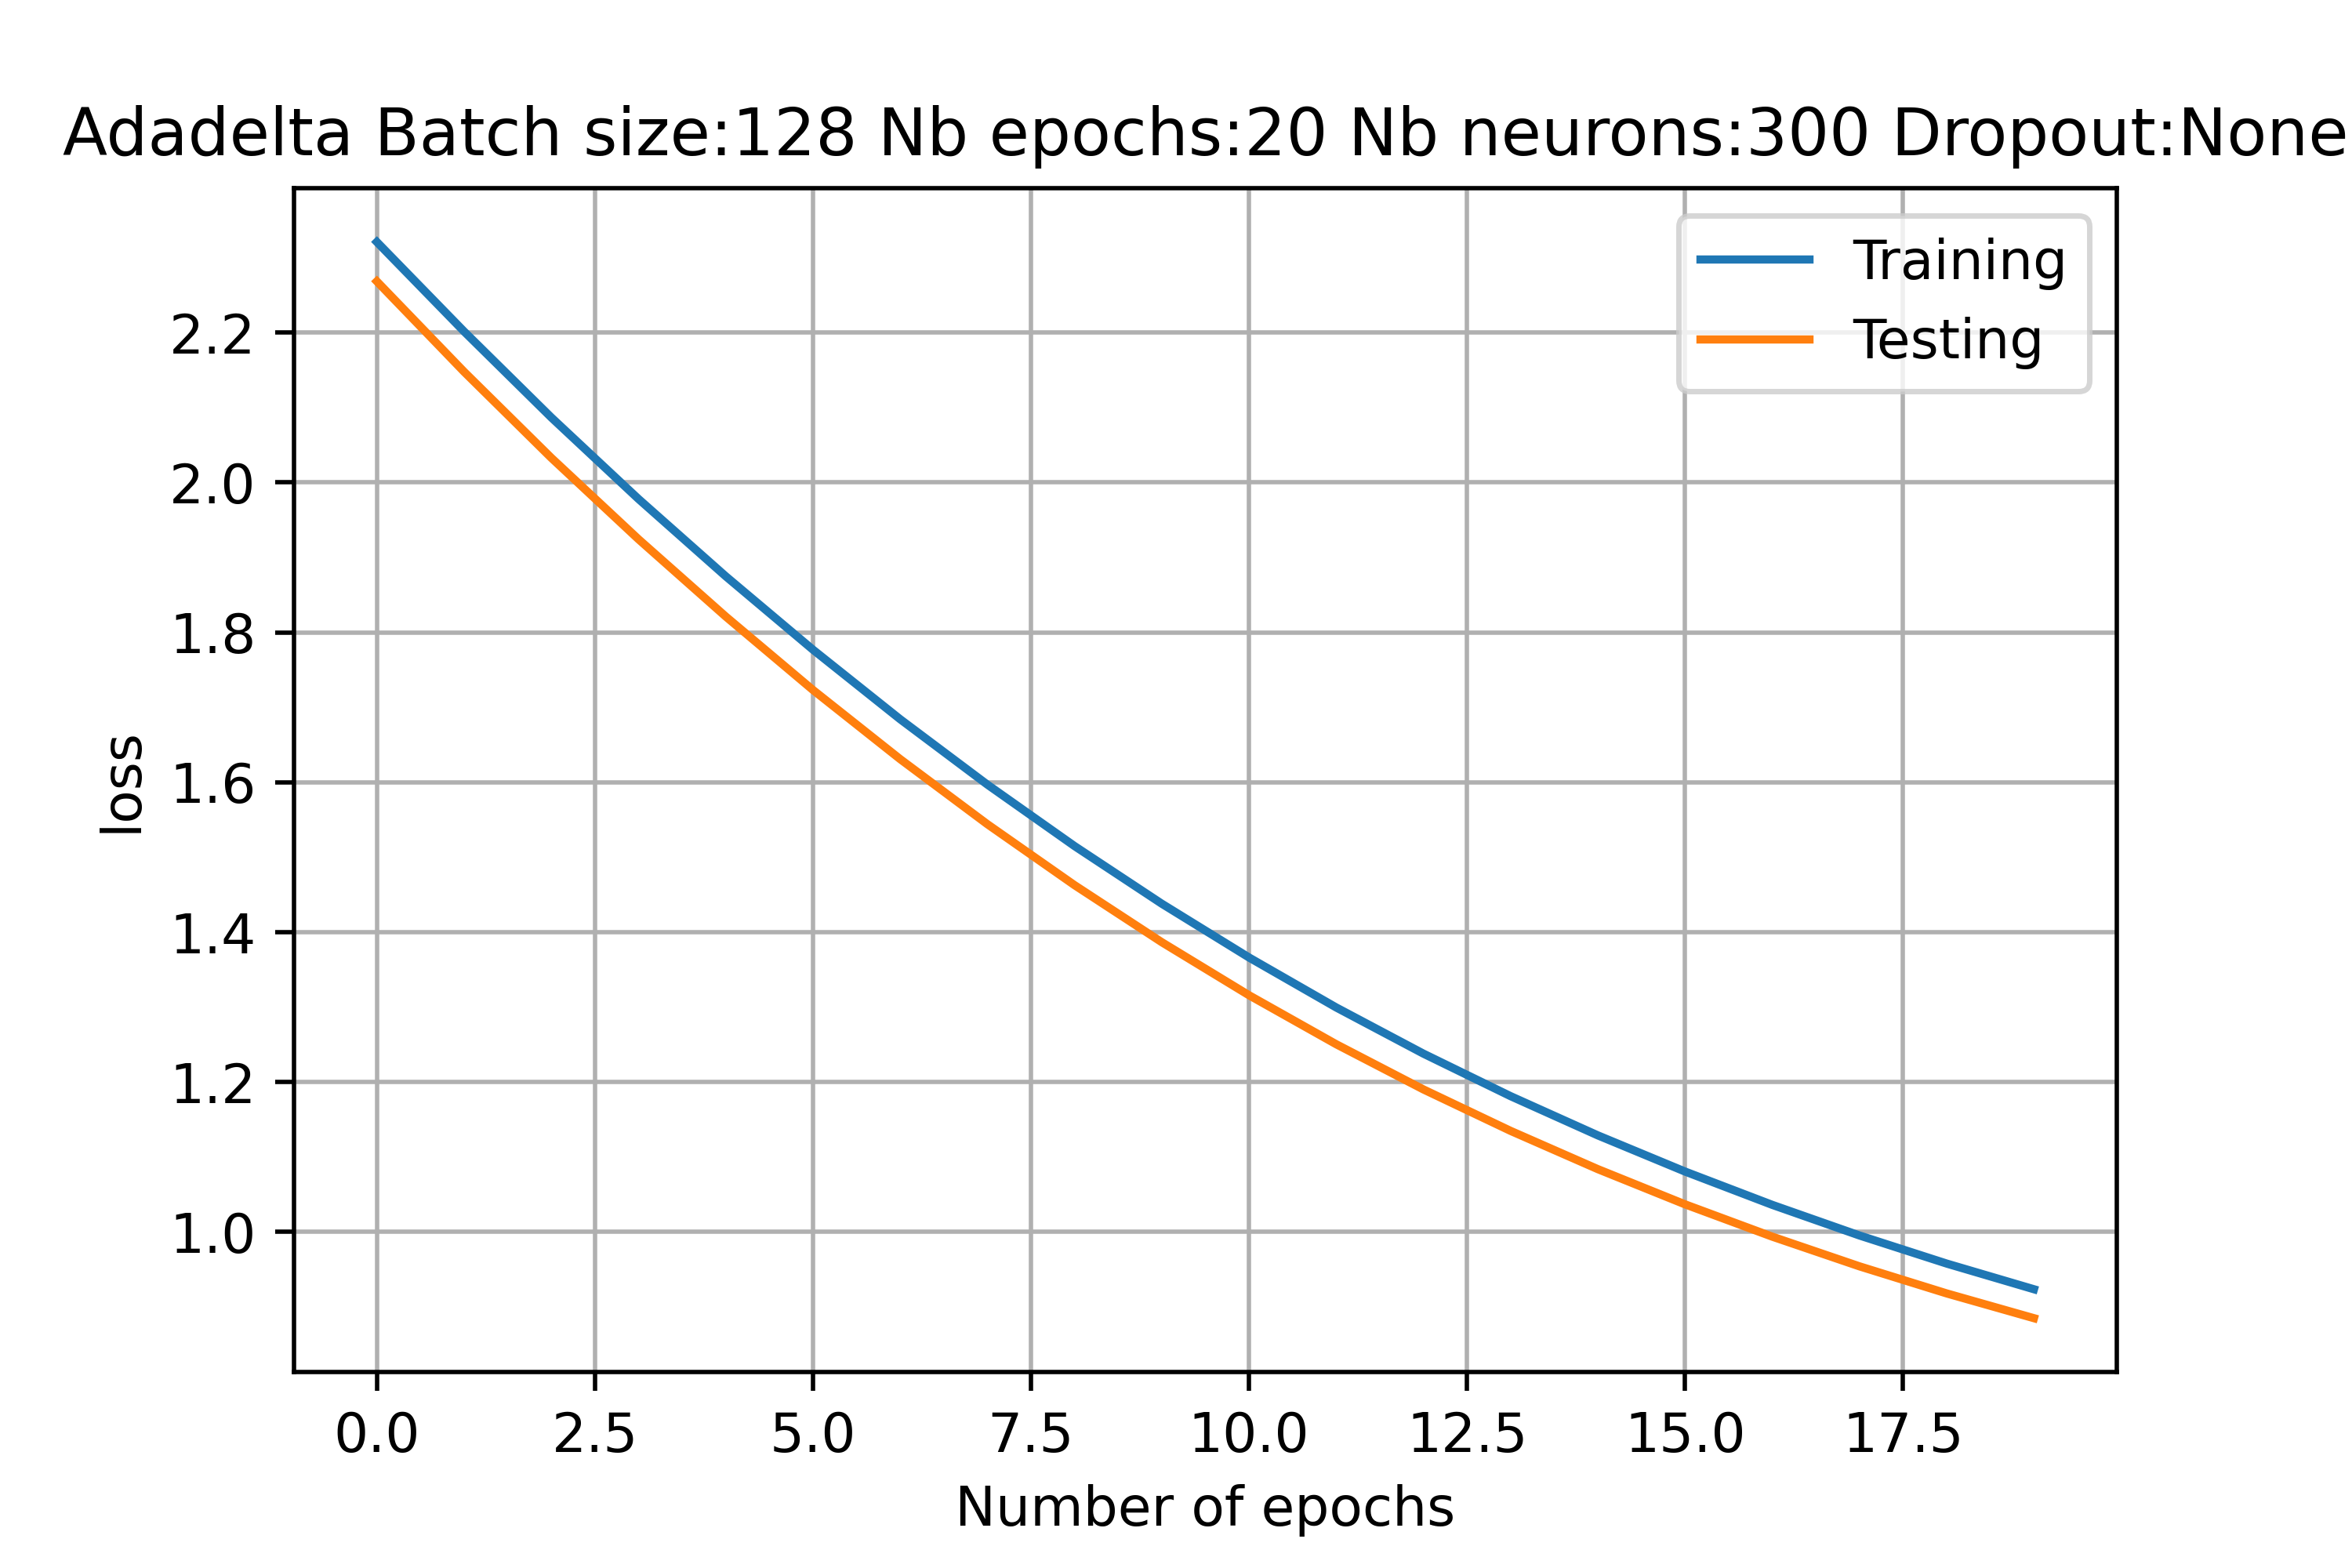 Adadelta Batch size:128 Nb epochs:20 Nb neurons:300 Dropout:None
Training
Testing
2.2
2.0
1.8
1.6
1.4
1.2
1.0
loss
0.0 2.5 5.0 7.5 10.0 12.5 15.0 17.5
Number of epochs